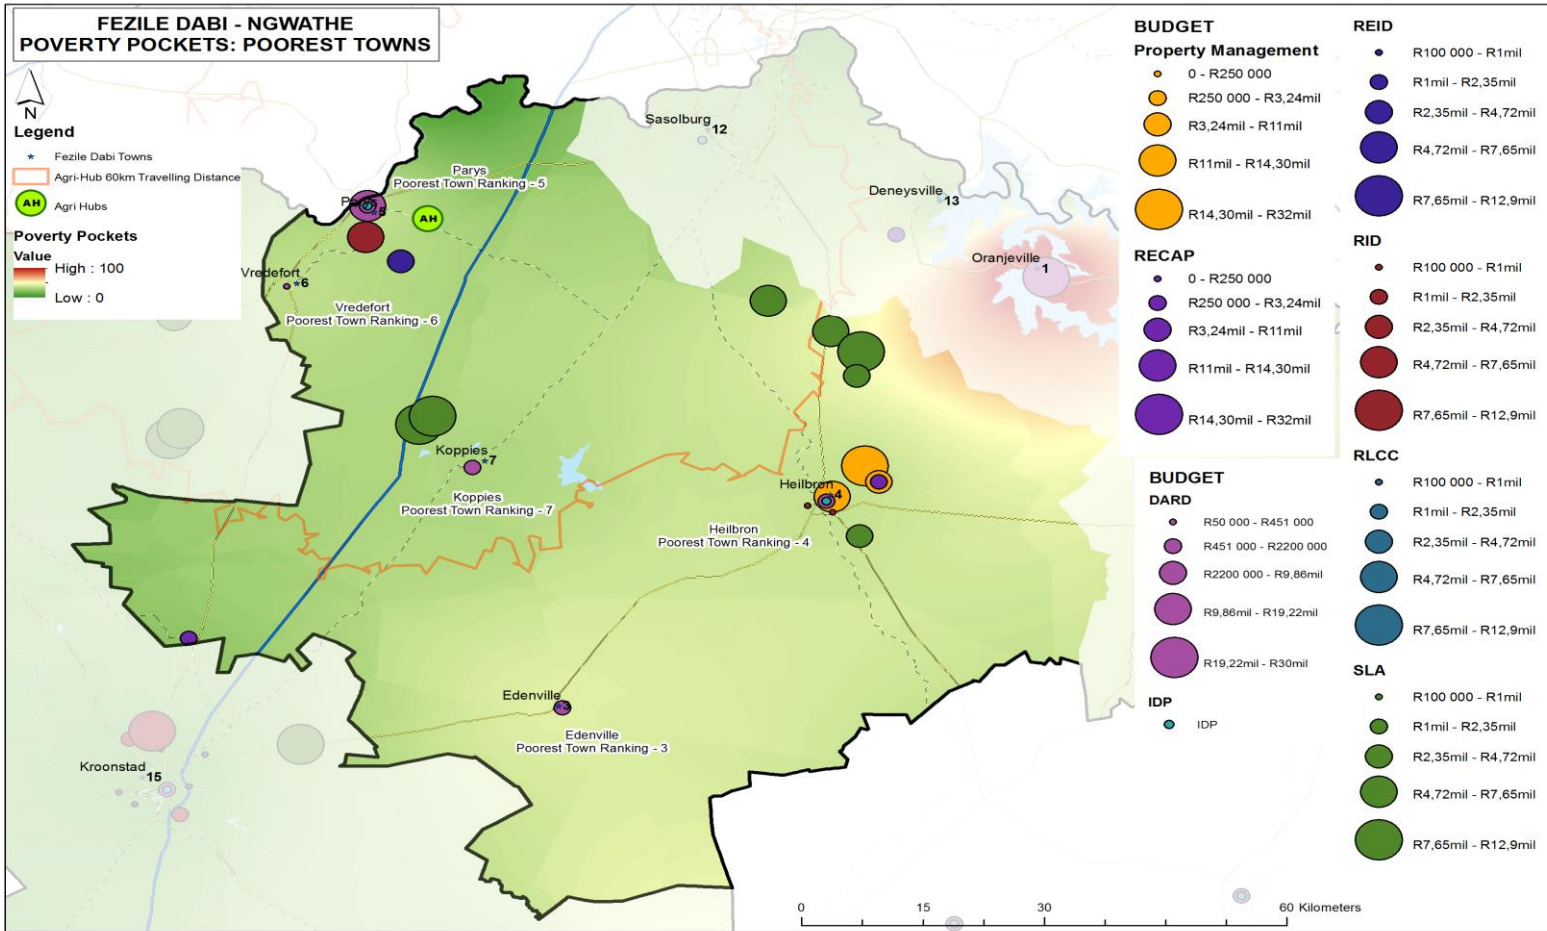 FEZILE DABI - NGWATHE
POVERTY POCKETS: POOREST TOWNS
N
Legend
Fezile Dabi Towns
Agri-Hub 60km Travelling Distance
AH
Agri Hubs
Poverty Pockets
Value
High : 100
Low : 0
Sasolburg
12
Parys
Poorest Town Ranking - 5
Parys
5
AH
Deneysville
13
Oranjeville
1
Vredefort
6
Vredefort
Poorest Town Ranking - 6
Koppies
7
Koppies
Poorest Town Ranking - 7
Heilbron
4
Heilbron
Poorest Town Ranking - 4
Edenville
3
Edenville
Poorest Town Ranking - 3
Kroonstad
15
0 15 30 60 Kilometers
BUDGET
Property Management
0 - R250 000
R250 000 - R3,24mil
R3,24mil - R11mil
R11mil - R14,30mil
R14,30mil - R32mil
RECAP
0 - R250 000
R250 000 - R3,24mil
R3,24mil - R11mil
R11mil - R14,30mil
R14,30mil - R32mil
BUDGET
DARD
R50 000 - R451 000
R451 000 - R2200 000
R2200 000 - R9,86mil
R9,86mil - R19,22mil
R19,22mil - R30mil
IDP
IDP
REID
R100 000 - R1mil
R1mil - R2,35mil
R2,35mil - R4,72mil
R4,72mil - R7,65mil
R7,65mil - R12,9mil
RID
R100 000 - R1mil
R1mil - R2,35mil
R2,35mil - R4,72mil
R4,72mil - R7,65mil
R7,65mil - R12,9mil
RLCC
R100 000 - R1mil
R1mil - R2,35mil
R2,35mil - R4,72mil
R4,72mil - R7,65mil
R7,65mil - R12,9mil
SLA
R100 000 - R1mil
R1mil - R2,35mil
R2,35mil - R4,72mil
R4,72mil - R7,65mil
R7,65mil - R12,9mil